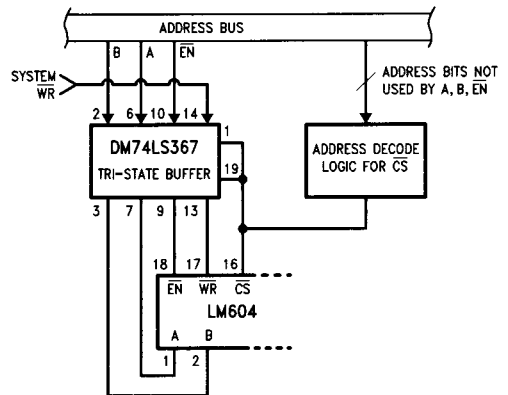 ADDRESS BUS
B A EN
SYSTEM
WR
ADDRESS BITS NOT
USED BY A, B, EN
2 6 10 14
1
DM74LS367
TRI-STATE BUFFER
19
ADDRESS DECODE
LOGIC FOR CS
3 7 9 13
18 17 16
EN WR CS
LM604
A B
1 2